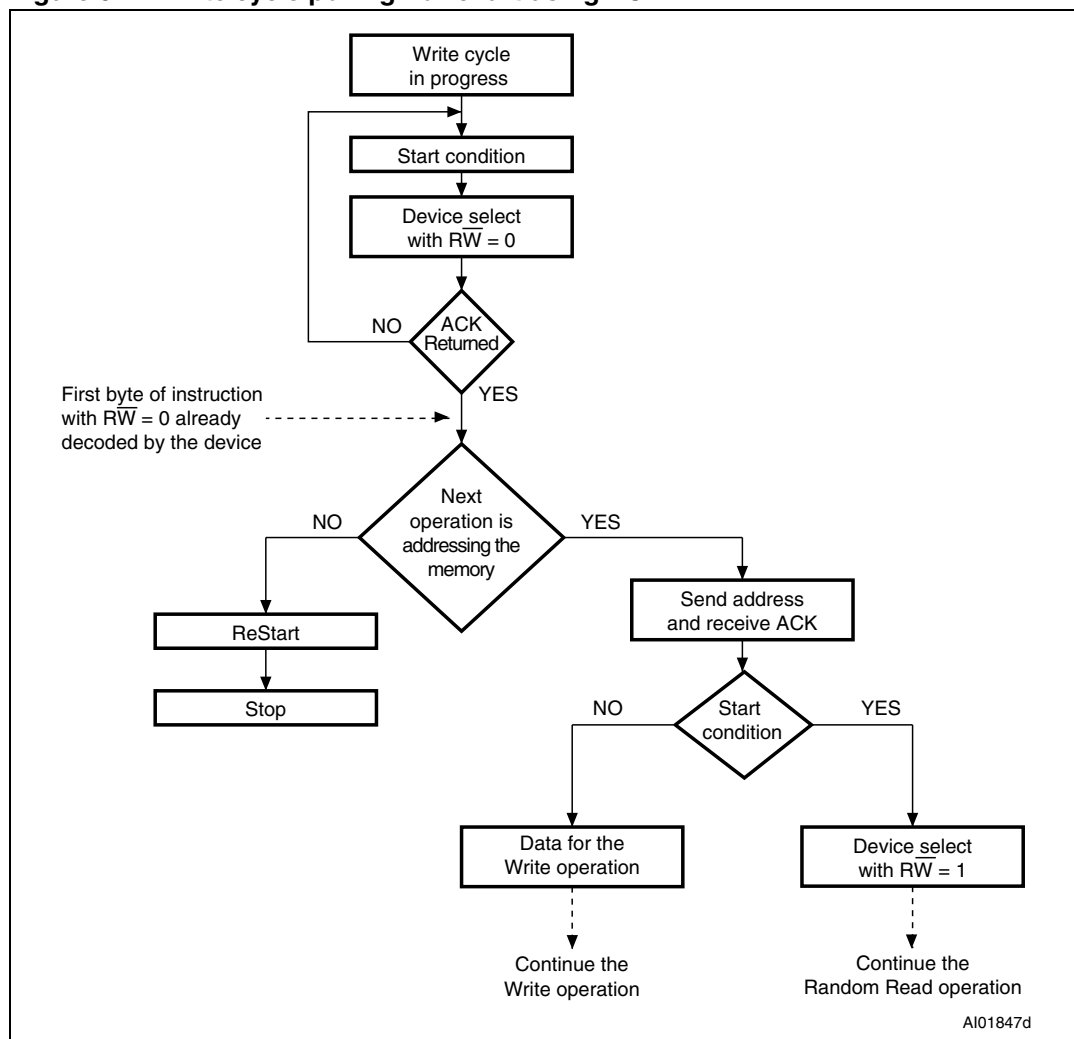 Write cycle
in progress
Start condition
Device select
with RW̅ = 0
NO
ACK
Returned
YES
First byte of instruction
with RW̅ = 0 already
decoded by the device
NO
Next
operation is
addressing the
memory
YES
Send address
and receive ACK
ReStart
Stop
NO
Start
condition
YES
Data for the
Write operation
Device select
with RW̅ = 1
Continue the
Write operation
Continue the
Random Read operation
AI01847d